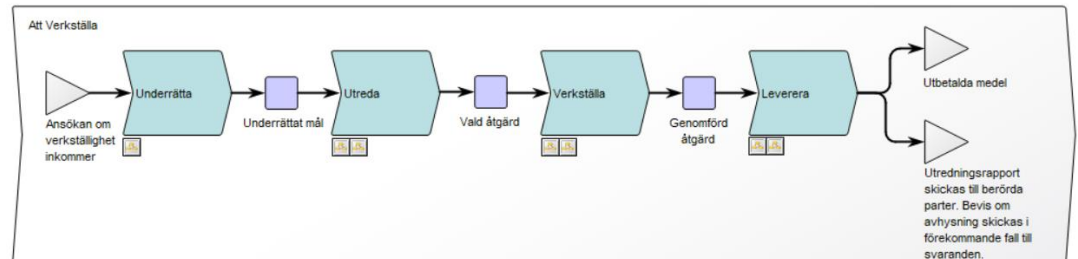 Att Verkställa
Ansökan om
verkställighet
inkommer
Underrätta
Underrättat mål
Utreda
Vald åtgärd
Verkställa
Genomförd
åtgärd
Leverera
Utbetalda medel
Utredningsrapport
skickas till berörda
parter. Bevis om
avhysning skickas i
förekommande fall till
svaranden.